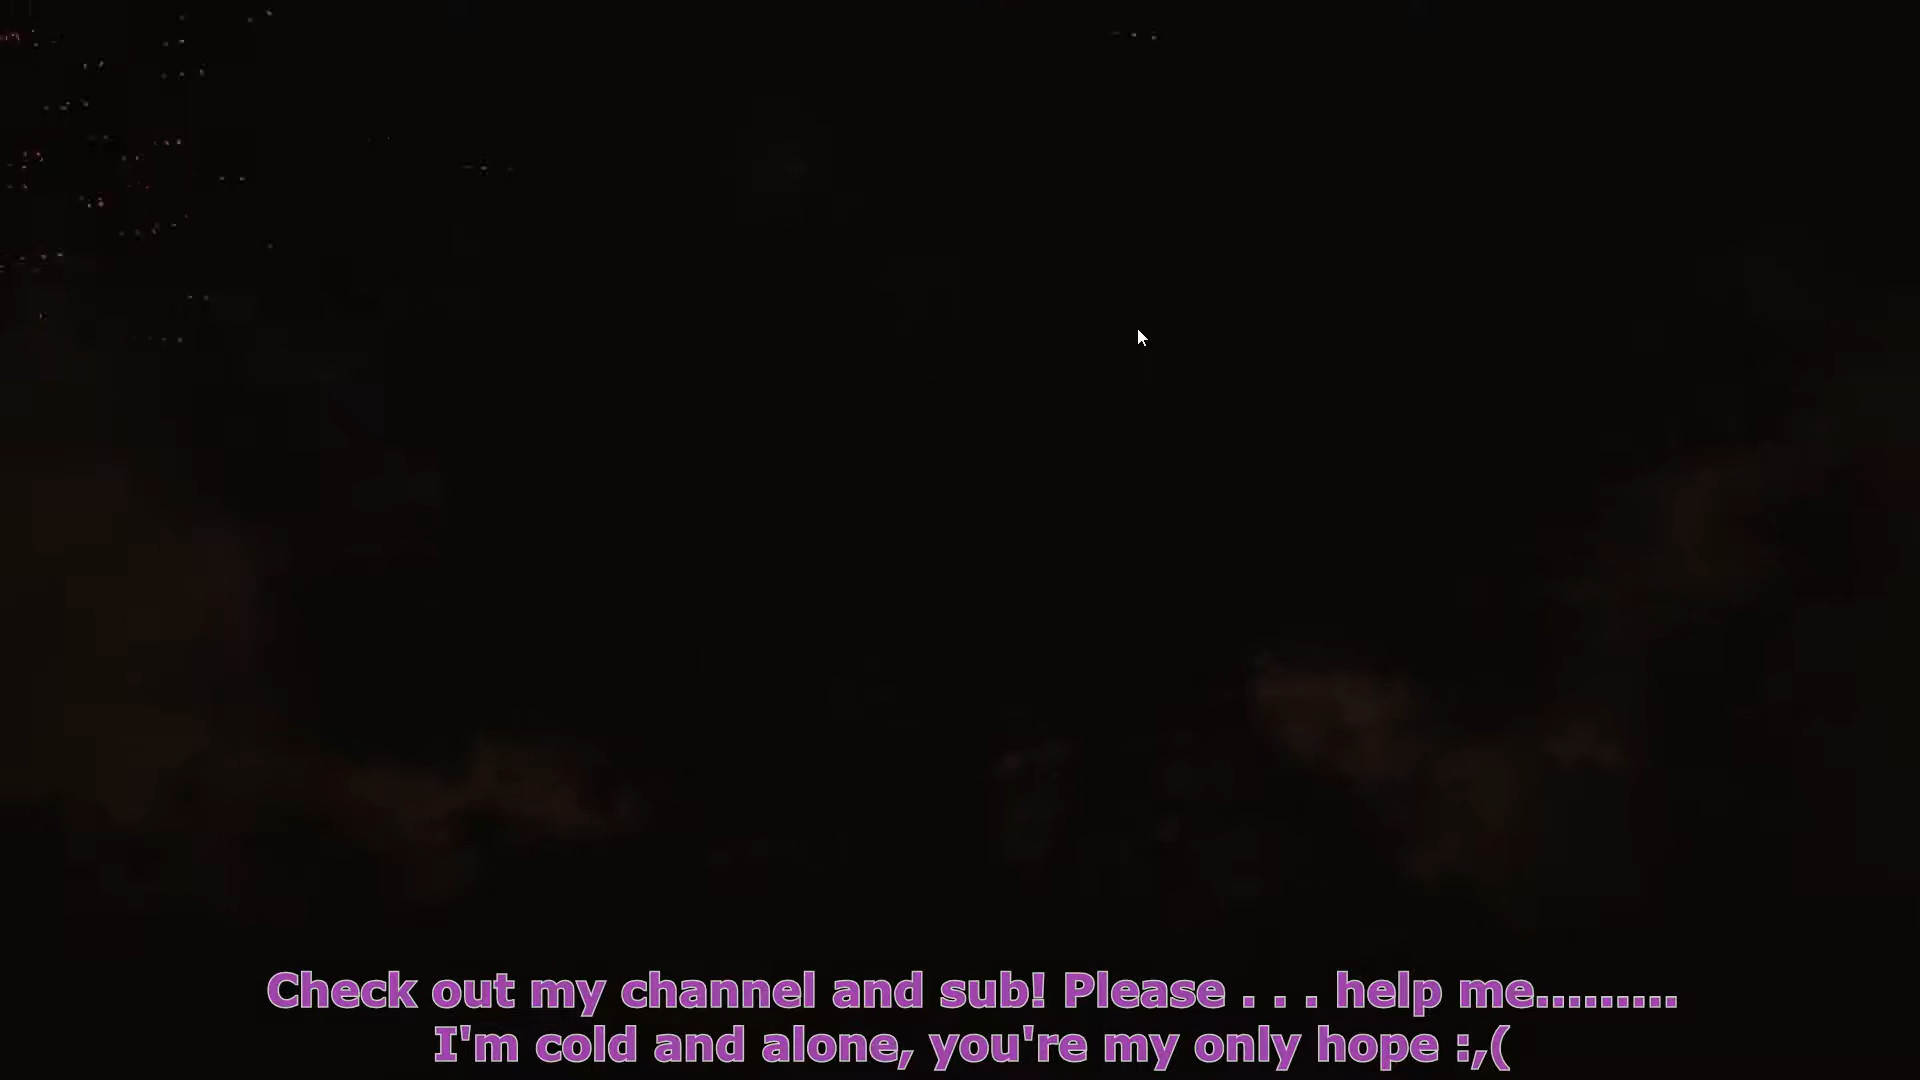 Check out my channel and sub! Please . . . help me.........
I'm cold and alone, you're my only hope :,(